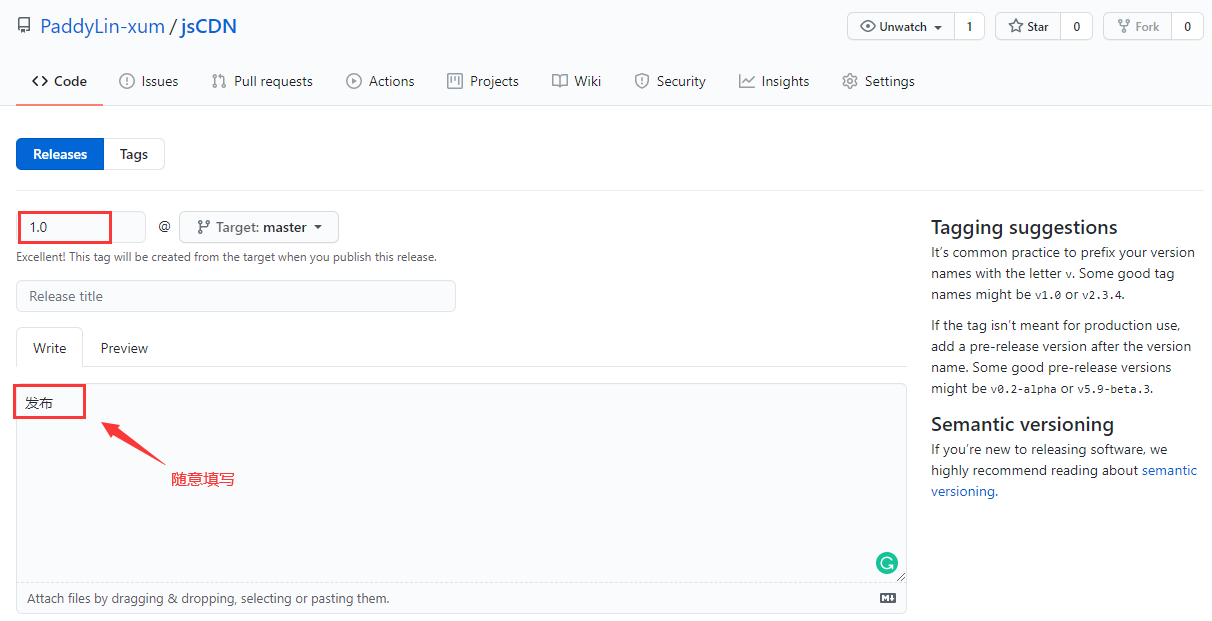 PaddyLin-xum / jsCDN
Unwatch 1 Star 0 Fork 0
Code Issues Pull requests Actions Projects Wiki Security Insights Settings
Releases Tags
1.0 @ Target: master
Excellent! This tag will be created from the target when you publish this release.
Release title
Write Preview
发布
随意填写
Attach files by dragging & dropping, selecting or pasting them.
Tagging suggestions
It’s common practice to prefix your version
names with the letter v. Some good tag
names might be v1.0 or v2.3.4.
If the tag isn’t meant for production use,
add a pre-release version after the version
name. Some good pre-release versions
might be v0.2-alpha or v5.9-beta.3.
Semantic versioning
If you’re new to releasing software, we
highly recommend reading about semantic
versioning.